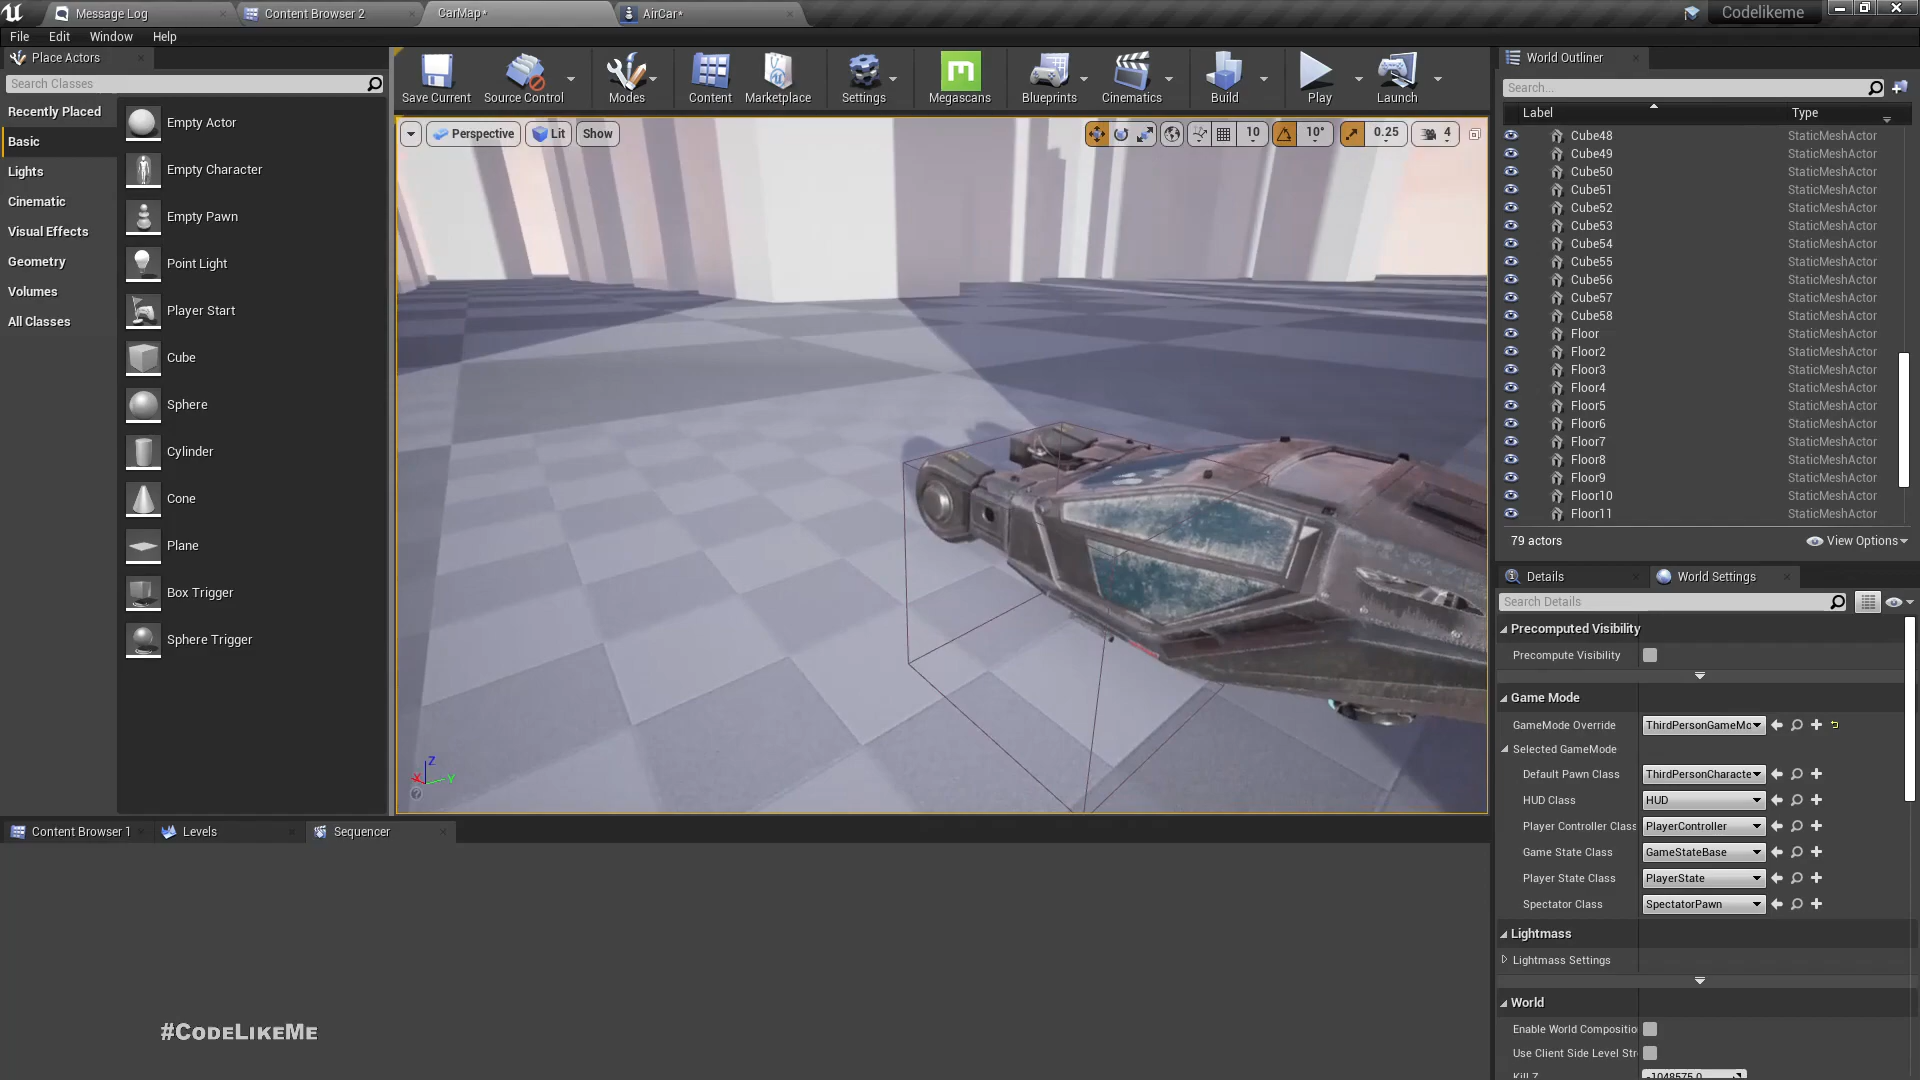 Message Log
Content Browser 2
CarMap*
AirCar*
Codelikeme
File
Edit
Window
Help
Place Actors
Search Classes
Recently Placed
Basic
Lights
Cinematic
Visual Effects
Geometry
Volumes
All Classes
Empty Actor
Empty Character
Empty Pawn
Point Light
Player Start
Cube
Sphere
Cylinder
Cone
Plane
Box Trigger
Sphere Trigger
Save Current
Source Control
Modes
Content
Marketplace
Settings
Megascans
Blueprints
Cinematics
Build
Play
Launch
Perspective
Lit
Show
10
10°
0.25
4
Z
X
Y
World Outliner
Search...
Label Type
Cube48 StaticMeshActor
Cube49 StaticMeshActor
Cube50 StaticMeshActor
Cube51 StaticMeshActor
Cube52 StaticMeshActor
Cube53 StaticMeshActor
Cube54 StaticMeshActor
Cube55 StaticMeshActor
Cube56 StaticMeshActor
Cube57 StaticMeshActor
Cube58 StaticMeshActor
Floor StaticMeshActor
Floor2 StaticMeshActor
Floor3 StaticMeshActor
Floor4 StaticMeshActor
Floor5 StaticMeshActor
Floor6 StaticMeshActor
Floor7 StaticMeshActor
Floor8 StaticMeshActor
Floor9 StaticMeshActor
Floor10 StaticMeshActor
Floor11 StaticMeshActor
79 actors
View Options
Details
World Settings
Search Details
Precomputed Visibility
Precompute Visibility
Game Mode
GameMode Override ThirdPersonGameMo
Selected GameMode
Default Pawn Class ThirdPersonCharacte
HUD Class HUD
Player Controller Class PlayerController
Game State Class GameStateBase
Player State Class PlayerState
Spectator Class SpectatorPawn
Lightmass
Lightmass Settings
World
Enable World Compositio
Use Client Side Level Str
Kill Z -1048575.0
Content Browser 1
Levels
Sequencer
#CodeLikeMe